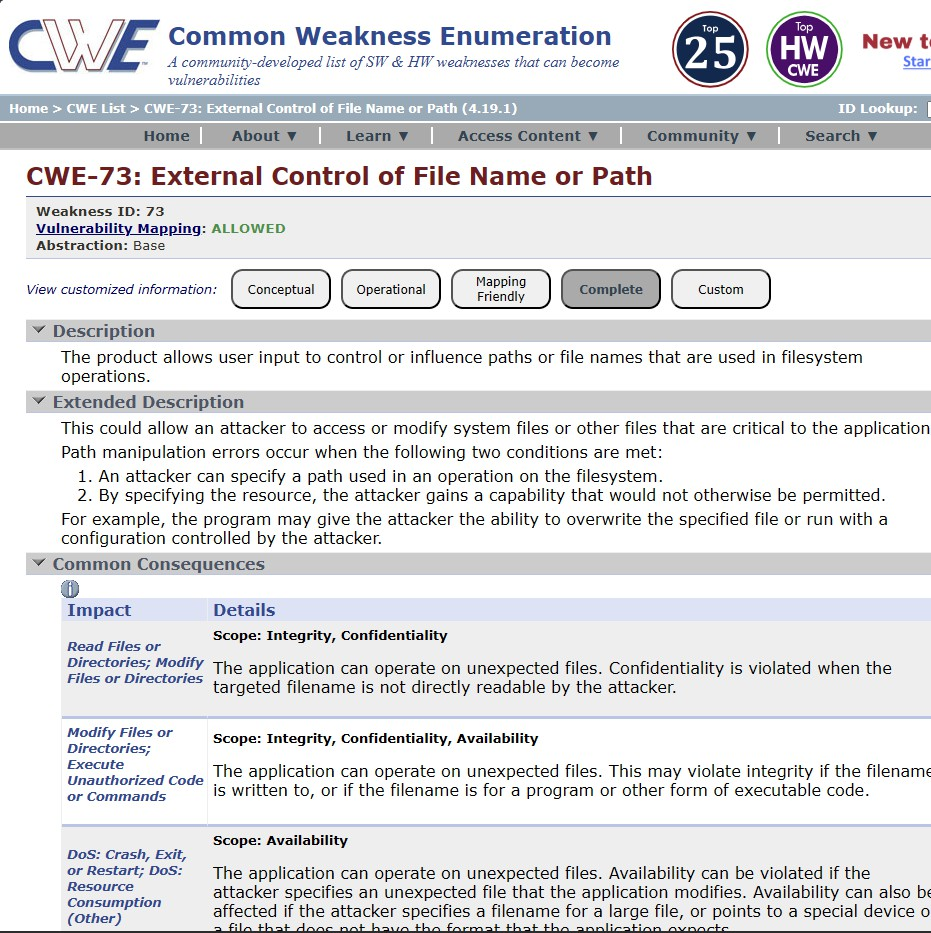 CWE
Common Weakness Enumeration
A community-developed list of SW & HW weaknesses that can become
vulnerabilities
Top
25
Top
HW
CWE
New to
Star
Home > CWE List > CWE-73: External Control of File Name or Path (4.19.1)
ID Lookup:
Home
About ▼
Learn ▼
Access Content ▼
Community ▼
Search ▼
CWE-73: External Control of File Name or Path
Weakness ID: 73
Vulnerability Mapping: ALLOWED
Abstraction: Base
View customized information:
Conceptual
Operational
Mapping
Friendly
Complete
Custom
Description
The product allows user input to control or influence paths or file names that are used in filesystem
operations.
Extended Description
This could allow an attacker to access or modify system files or other files that are critical to the application
Path manipulation errors occur when the following two conditions are met:
1. An attacker can specify a path used in an operation on the filesystem.
2. By specifying the resource, the attacker gains a capability that would not otherwise be permitted.
For example, the program may give the attacker the ability to overwrite the specified file or run with a
configuration controlled by the attacker.
Common Consequences
Impact
Details
Read Files or
Directories; Modify
Files or Directories
Scope: Integrity, Confidentiality
The application can operate on unexpected files. Confidentiality is violated when the
targeted filename is not directly readable by the attacker.
Modify Files or
Directories;
Execute
Unauthorized Code
or Commands
Scope: Integrity, Confidentiality, Availability
The application can operate on unexpected files. This may violate integrity if the filename
is written to, or if the filename is for a program or other form of executable code.
DoS: Crash, Exit,
or Restart; DoS:
Resource
Consumption
(Other)
Scope: Availability
The application can operate on unexpected files. Availability can be violated if the
attacker specifies an unexpected file that the application modifies. Availability can also be
affected if the attacker specifies a filename for a large file, or points to a special device o
a file that does not have the format that the application expects.